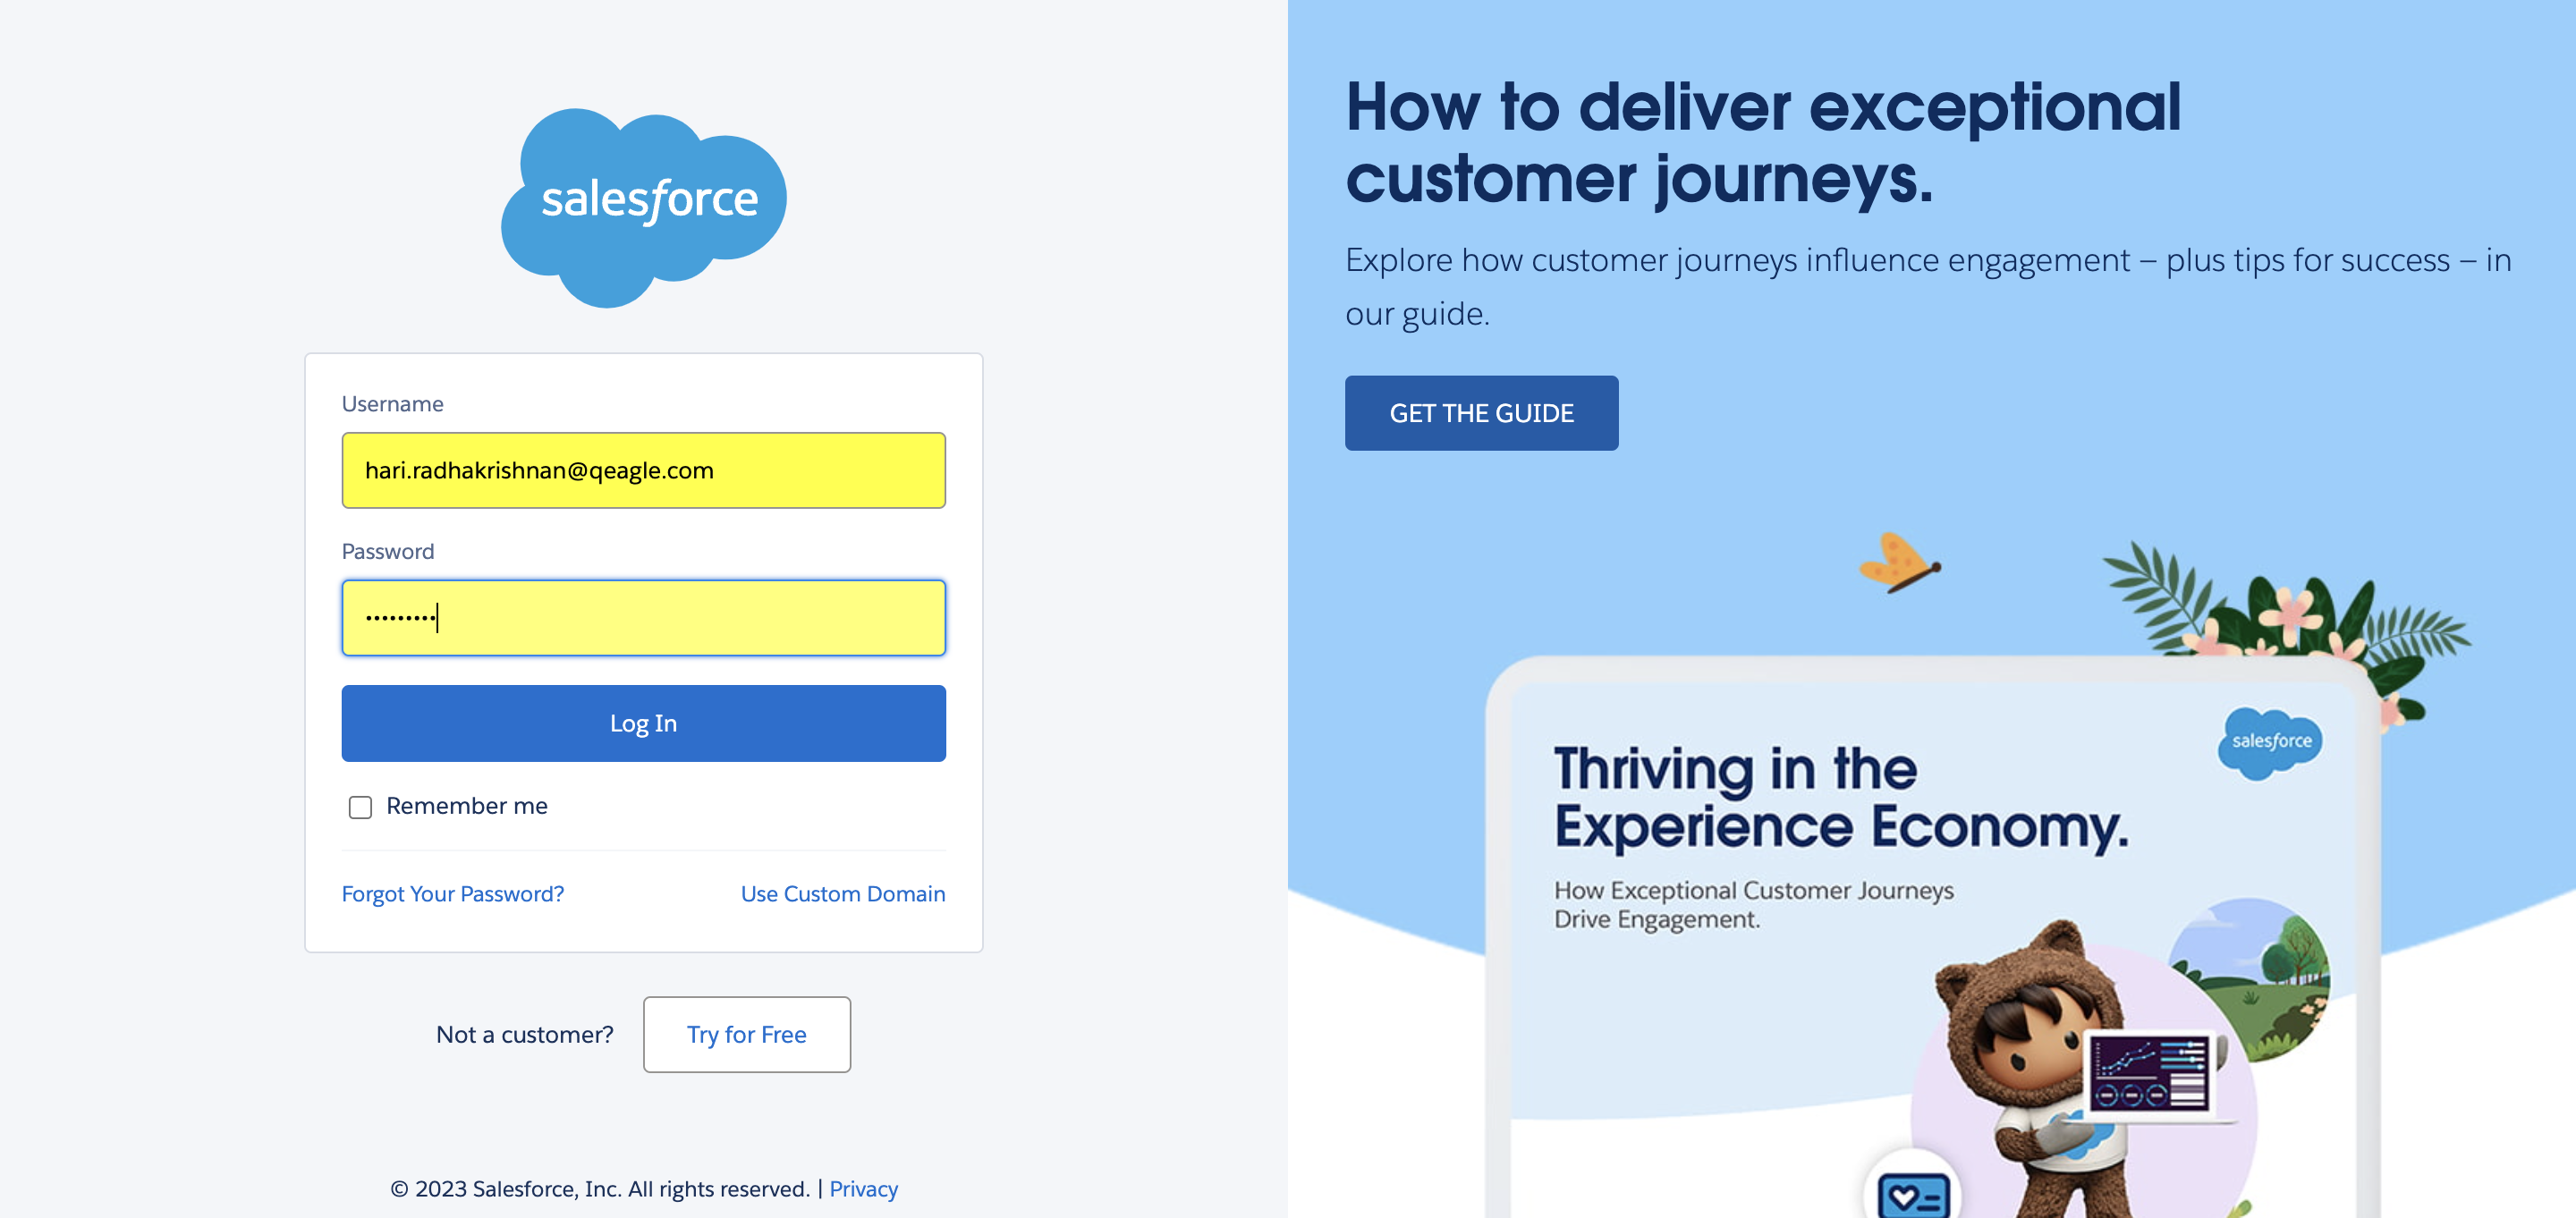 salesforce
Username
hari.radhakrishnan@qeagle.com
Password
•••••••••
Log In
Remember me
Forgot Your Password?
Use Custom Domain
Not a customer?
Try for Free
© 2023 Salesforce, Inc. All rights reserved. | Privacy
How to deliver exceptional
customer journeys.
Explore how customer journeys influence engagement – plus tips for success – in
our guide.
GET THE GUIDE
salesforce
Thriving in the
Experience Economy.
How Exceptional Customer Journeys
Drive Engagement.